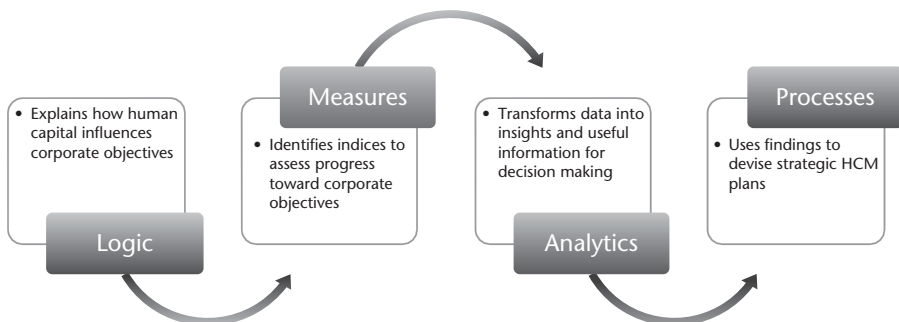 • Explains how human
capital influences
corporate objectives
Logic
Measures
• Identifies indices to
assess progress
toward corporate
objectives
• Transforms data into
insights and useful
information for
decision making
Analytics
Processes
• Uses findings to
devise strategic HCM
plans